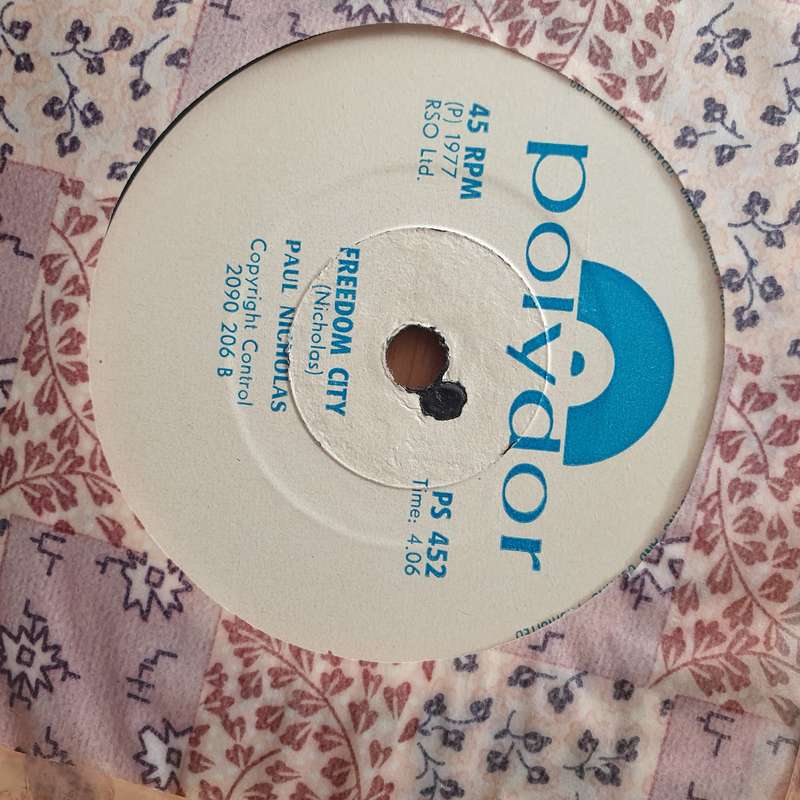 polydor
45 RPM
(P) 1977
RSO Ltd.
PS 452
Time: 4.06
FREEDOM CITY
(Nicholas)
PAUL NICHOLAS
Copyright Control
2090 206 B